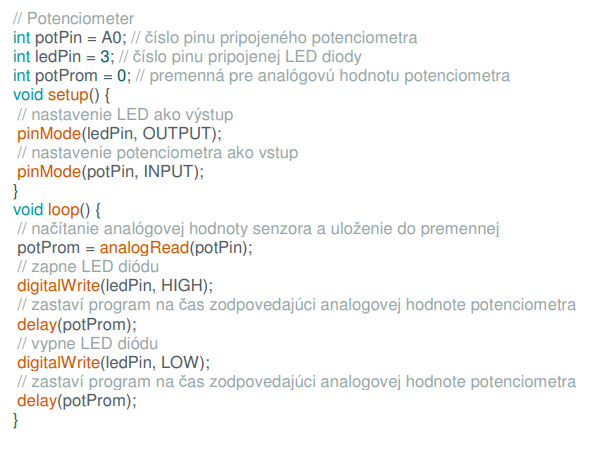 // Potenciometer
int potPin = A0; // číslo pinu pripojeného potenciometra
int ledPin = 3; // číslo pinu pripojenej LED diody
int potProm = 0; // premenná pre analógovú hodnotu potenciometra
void setup() {
// nastavenie LED ako výstup
pinMode(ledPin, OUTPUT);
// nastavenie potenciometra ako vstup
pinMode(potPin, INPUT);
}
void loop() {
// načítanie analógovej hodnoty senzora a uloženie do premennej
potProm = analogRead(potPin);
// zapne LED diódu
digitalWrite(ledPin, HIGH);
// zastaví program na čas zodpovedajúci analogovej hodnote potenciometra
delay(potProm);
// vypne LED diódu
digitalWrite(ledPin, LOW);
// zastaví program na čas zodpovedajúci analogovej hodnote potenciometra
delay(potProm);
}